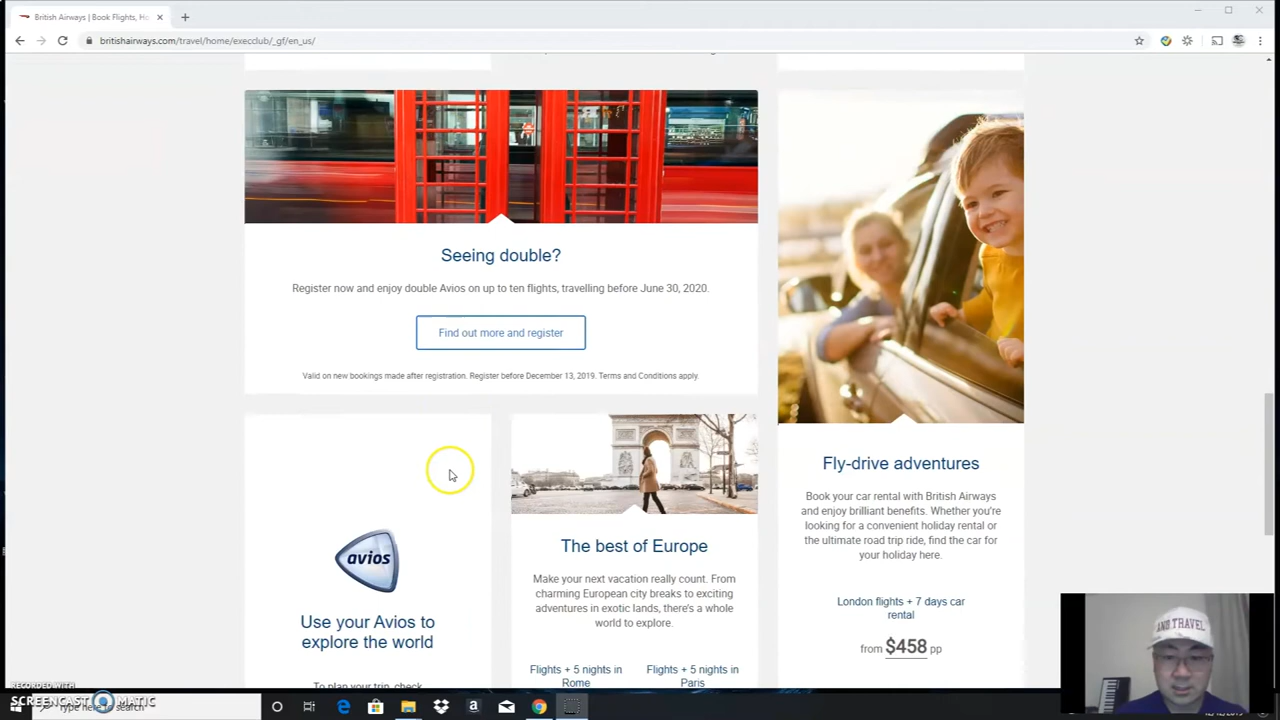 British Airways | Book Flights, Ho
britishairways.com/travel/home/execclub/_gf/en_us/
Seeing double?
Register now and enjoy double Avios on up to ten flights, travelling before June 30, 2020.
Find out more and register
Valid on new bookings made after registration. Register before December 13, 2019. Terms and Conditions apply.
avios
Use your Avios to
explore the world
To plan your trip, check
The best of Europe
Make your next vacation really count. From
charming European city breaks to exciting
adventures in exotic lands, there's a whole
world to explore.
Flights + 5 nights in
Rome
Flights + 5 nights in
Paris
Fly-drive adventures
Book your car rental with British Airways
and enjoy brilliant benefits. Whether you're
looking for a convenient holiday rental or
the ultimate road trip ride, find the car for
your holiday here.
London flights + 7 days car
rental
from $458 pp
TRAVEL
RECORDED WITH
SCREENCAST MATIC
Type here to search